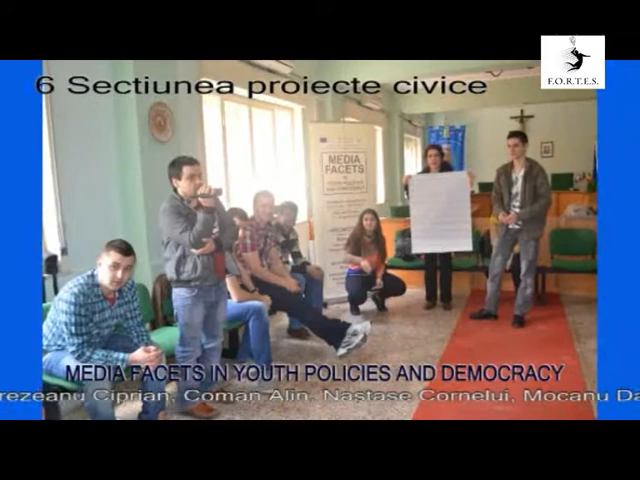 F.O.R.T.E.S.
6 Sectiunea proiecte civice
MEDIA
FACETS
MEDIA FACETS IN YOUTH POLICIES AND DEMOCRACY
rezeanu Ciprian, Coman Alin, Nastase Cornelui, Mocanu Da